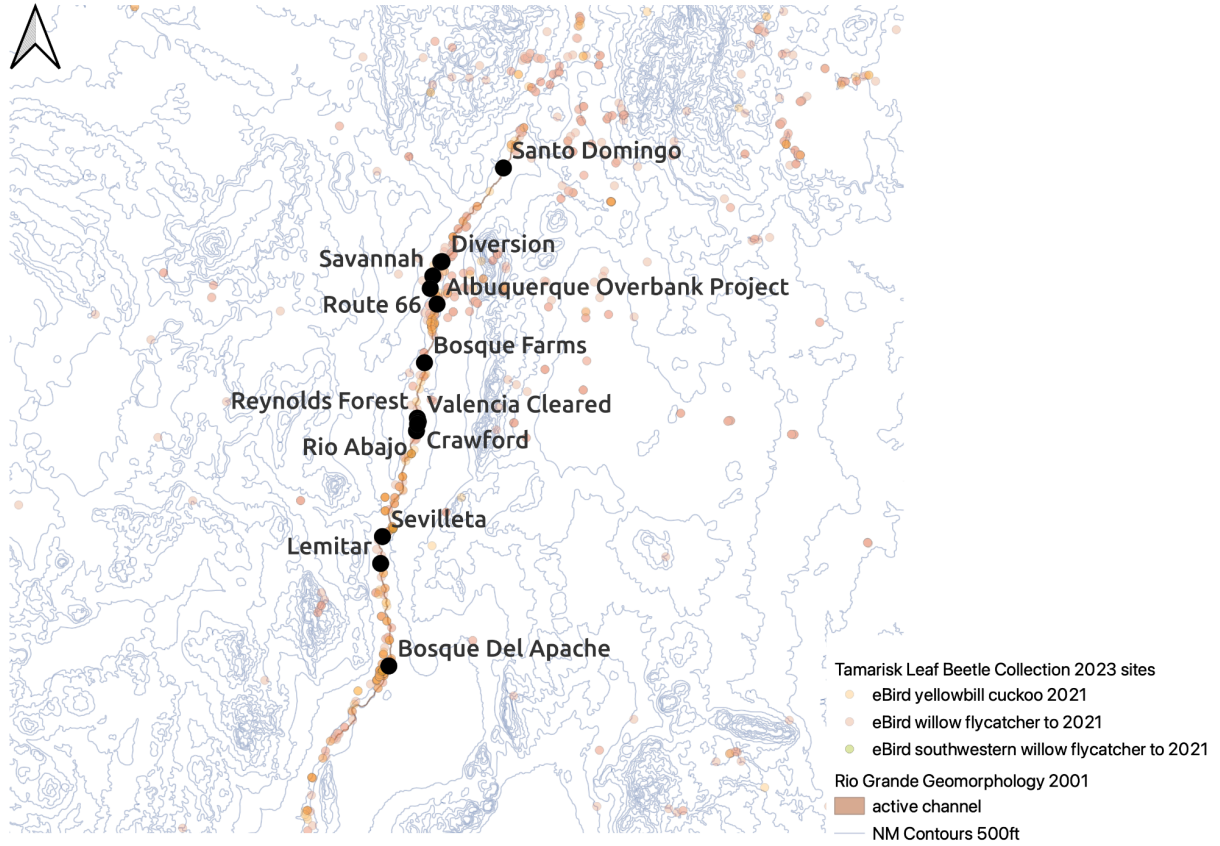 Santo Domingo
Diversion
Savannah
Albuquerque Overbank Project
Route 66
Bosque Farms
Reynolds Forest
Valencia Cleared
Crawford
Rio Abajo
Sevilleta
Lemitar
Bosque Del Apache
Tamarisk Leaf Beetle Collection 2023 sites
eBird yellowbill cuckoo 2021
eBird willow flycatcher to 2021
eBird southwestern willow flycatcher to 2021
Rio Grande Geomorphology 2001
active channel
NM Contours 500ft